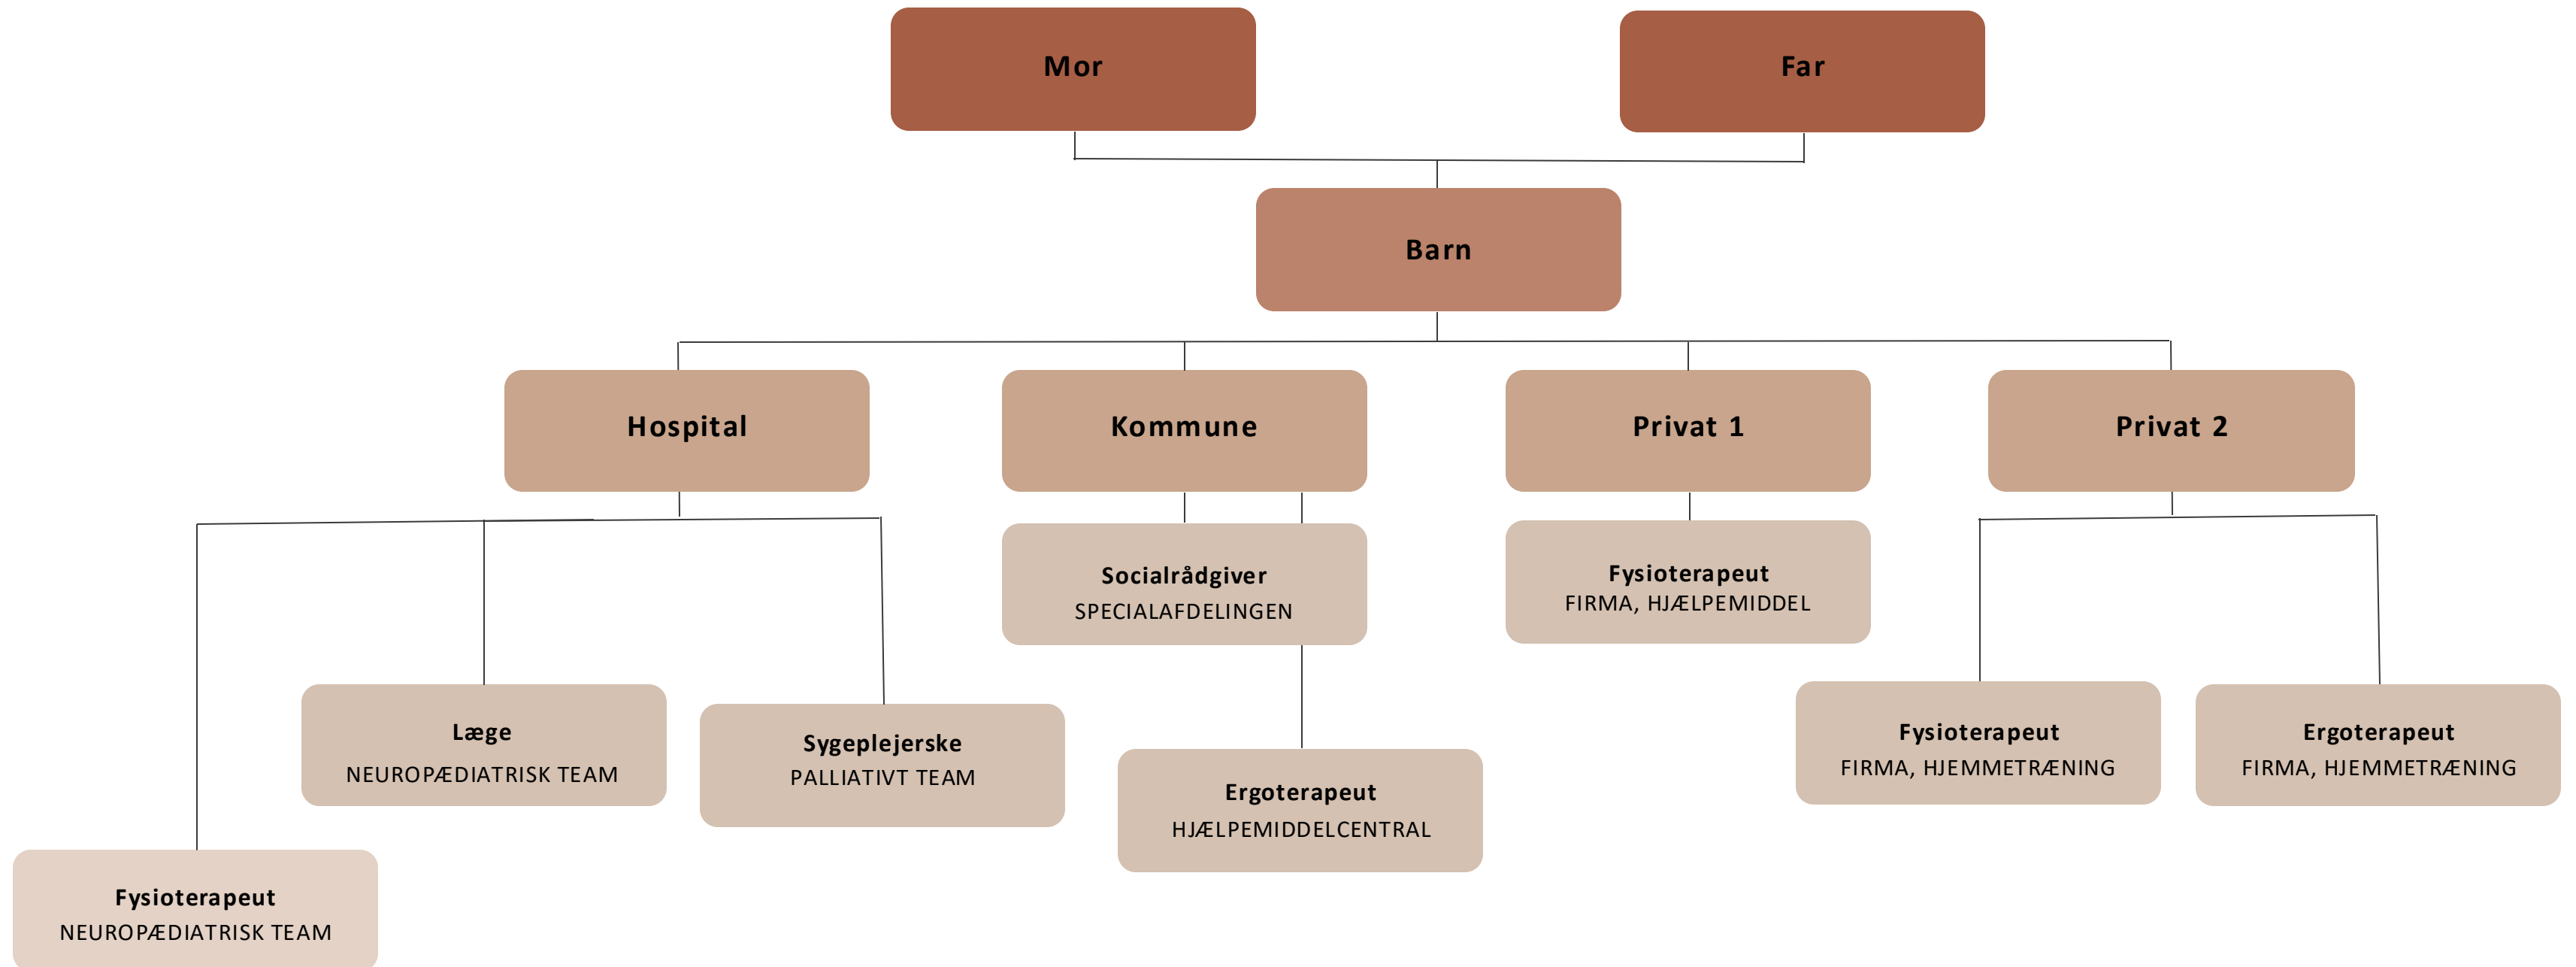 Mor
Far
Barn
Hospital
Kommune
Privat 1
Privat 2
Socialrådgiver
SPECIALAFDELINGEN
Fysioterapeut
FIRMA, HJÆLPEMIDDEL
Læge
NEUROPÆDIATRISK TEAM
Sygeplejerske
PALLIATIVT TEAM
Ergoterapeut
HJÆLPEMIDDELCENTRAL
Fysioterapeut
FIRMA, HJEMMETRÆNING
Ergoterapeut
FIRMA, HJEMMETRÆNING
Fysioterapeut
NEUROPÆDIATRISK TEAM